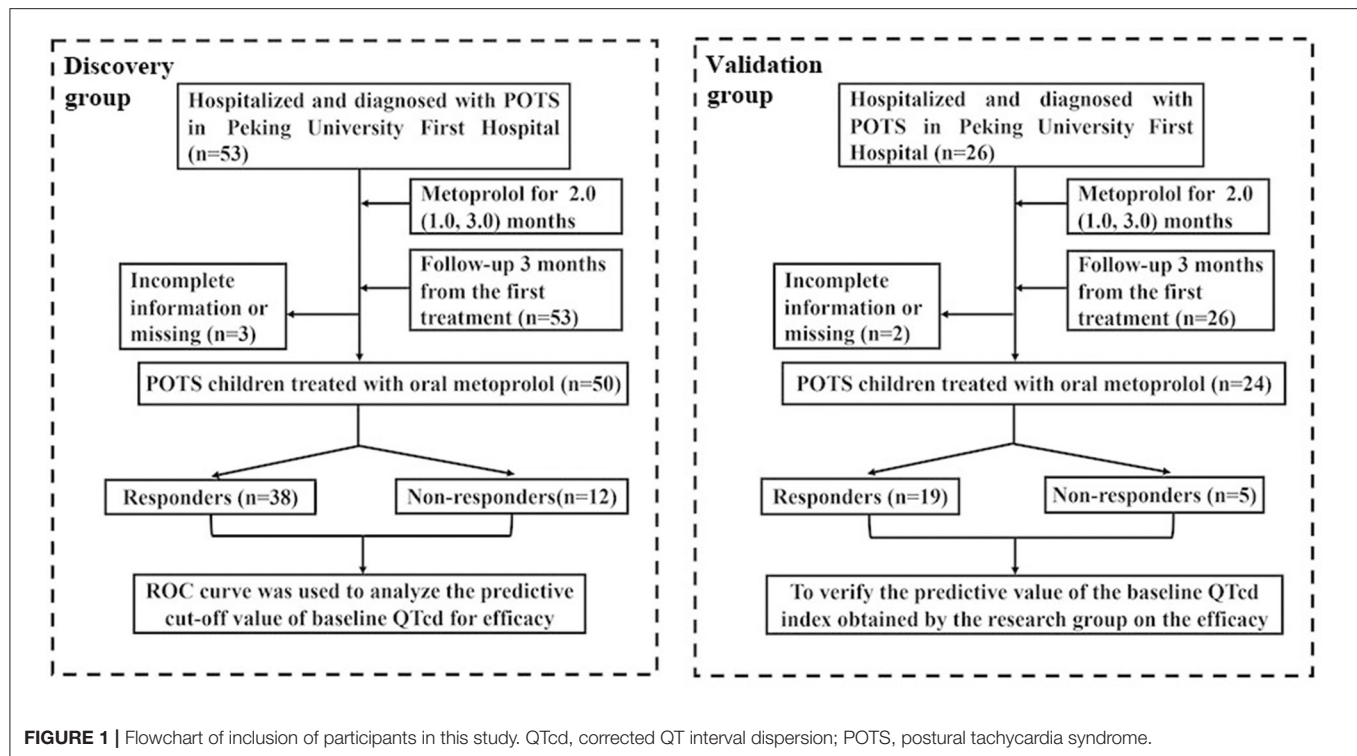 Discovery
group
Hospitalized and diagnosed with POTS
in Peking University First Hospital
(n=53)
Metoprolol for 2.0
(1.0, 3.0) months
Incomplete
information or
missing (n=3)
Follow-up 3 months
from the first
treatment (n=53)
POTS children treated with oral metoprolol (n=50)
Responders (n=38)
Non-responders(n=12)
ROC curve was used to analyze the predictive
cut-off value of baseline QTcd for efficacy
Validation
group
Hospitalized and diagnosed with
POTS in Peking University First
Hospital (n=26)
Metoprolol for 2.0
(1.0, 3.0) months
Incomplete
information or
missing (n=2)
Follow-up 3 months
from the first
treatment (n=26)
POTS children treated with oral metoprolol (n=24)
Responders (n=19)
Non-responders (n=5)
To verify the predictive value of the baseline QTcd
index obtained by the research group on the efficacy
FIGURE 1 | Flowchart of inclusion of participants in this study. QTcd, corrected QT interval dispersion; POTS, postural tachycardia syndrome.